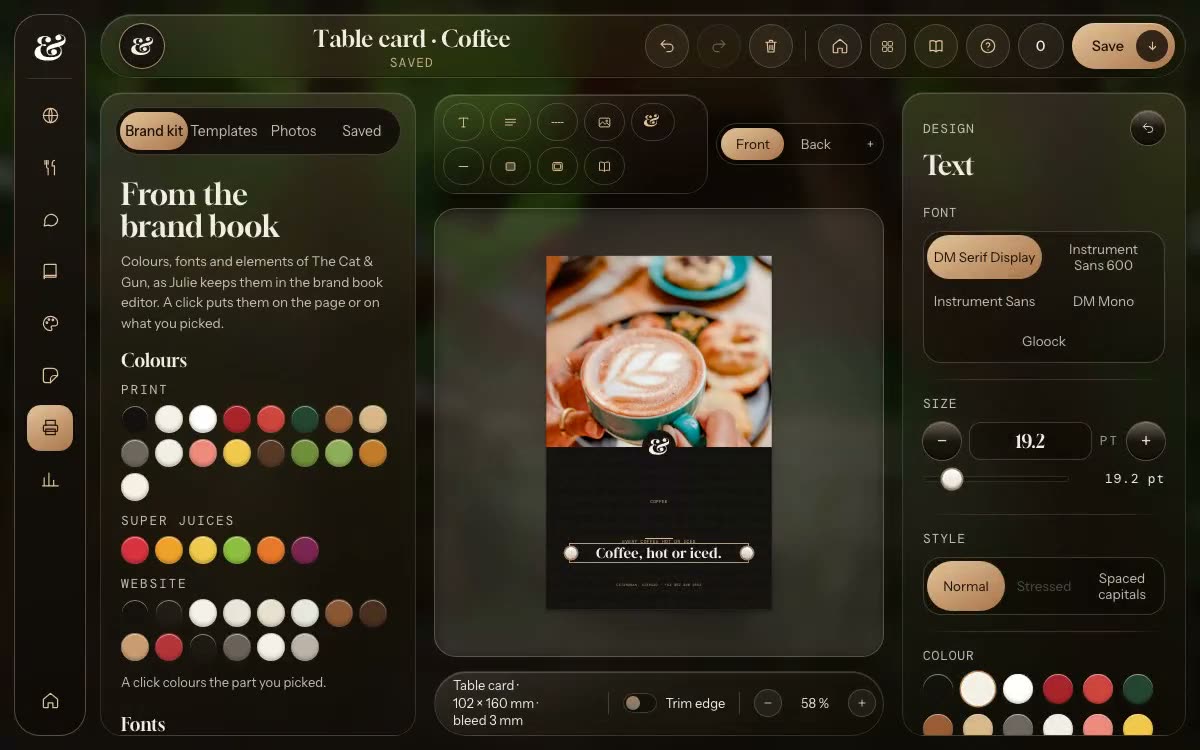 &
&
Table card · Coffee
SAVED
0
Save
Brand kit
Templates
Photos
Saved
From the
brand book
Colours, fonts and elements of The Cat &
Gun, as Julie keeps them in the brand book
editor. A click puts them on the page or on
what you picked.
Colours
PRINT
SUPER JUICES
WEBSITE
A click colours the part you picked.
Fonts
T
&
Front
Back
+
&
COFFEE
EVERY COFFEE HOT OR ICED
Coffee, hot or iced.
Table card ·
102 × 160 mm ·
bleed 3 mm
Trim edge
−
58 %
+
DESIGN
Text
FONT
DM Serif Display
Instrument
Sans 600
Instrument Sans
DM Mono
Gloock
SIZE
−
19.2
PT
+
19.2 pt
STYLE
Normal
Stressed
Spaced
capitals
COLOUR